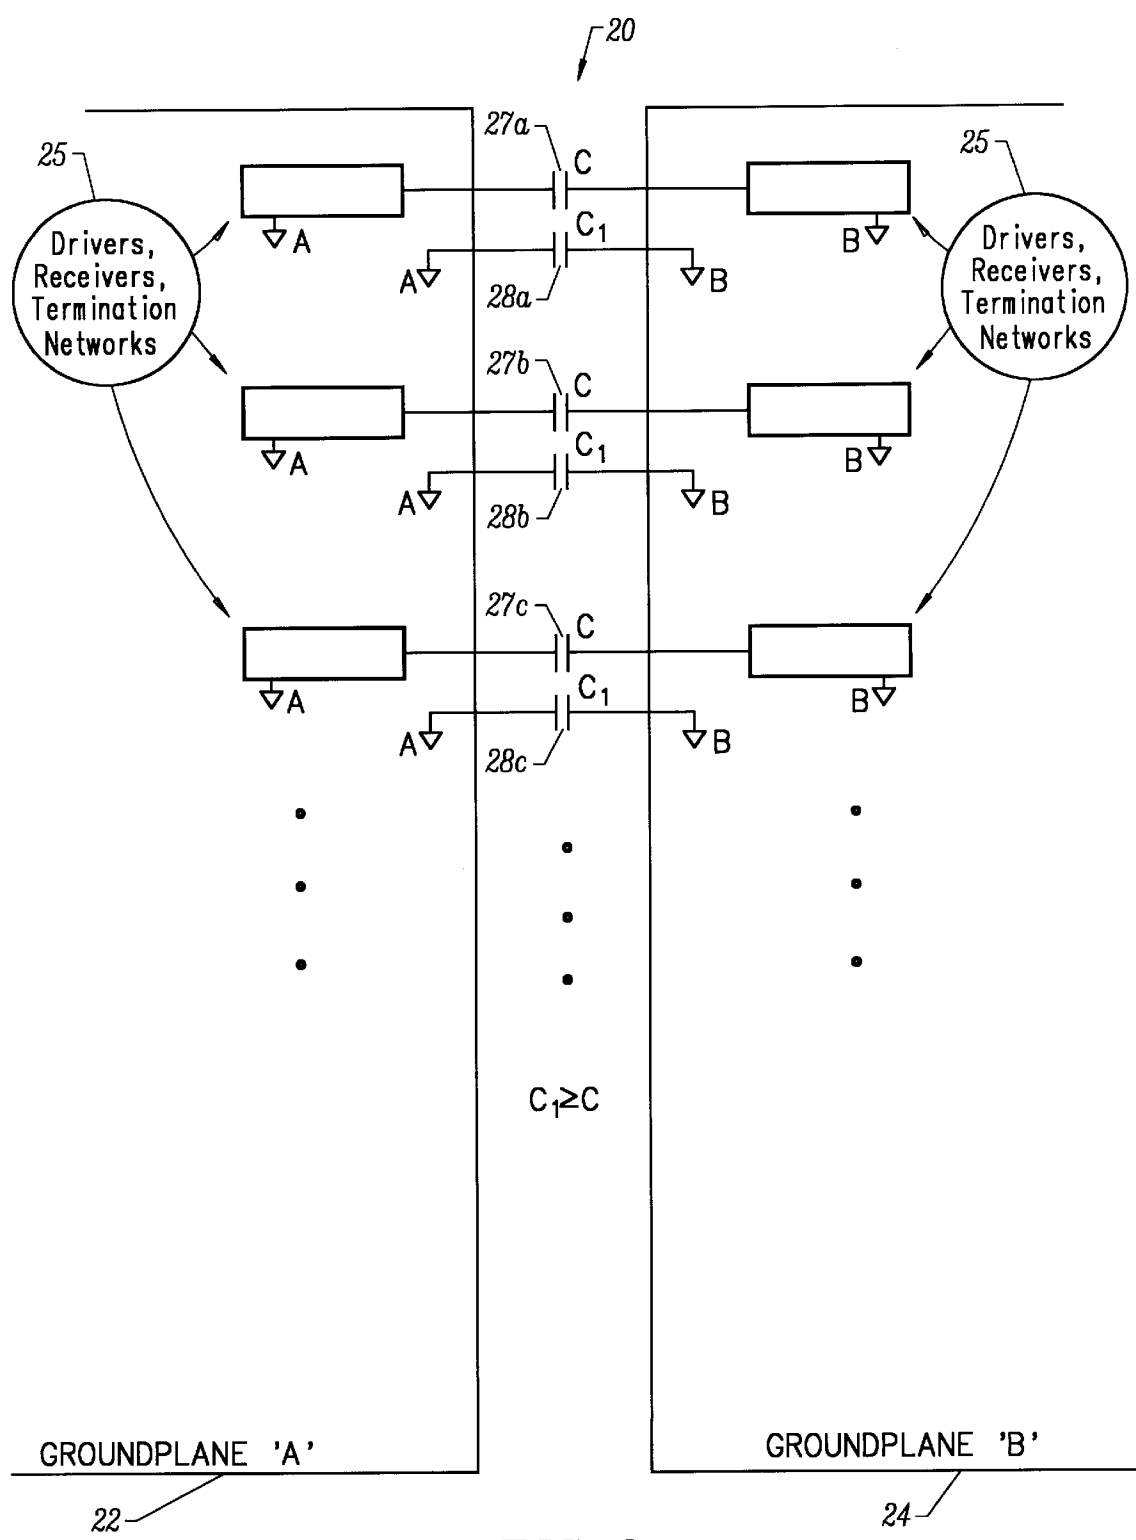 20
27a
C
25
25
A
C₁
B
Drivers,
Receivers,
Termination
Networks
Drivers,
Receivers,
Termination
Networks
A
B
28a
27b
C
A
C₁
B
A
B
28b
27c
C
A
C₁
B
A
B
28c
C₁≥C
GROUNDPLANE 'A'
GROUNDPLANE 'B'
22
24